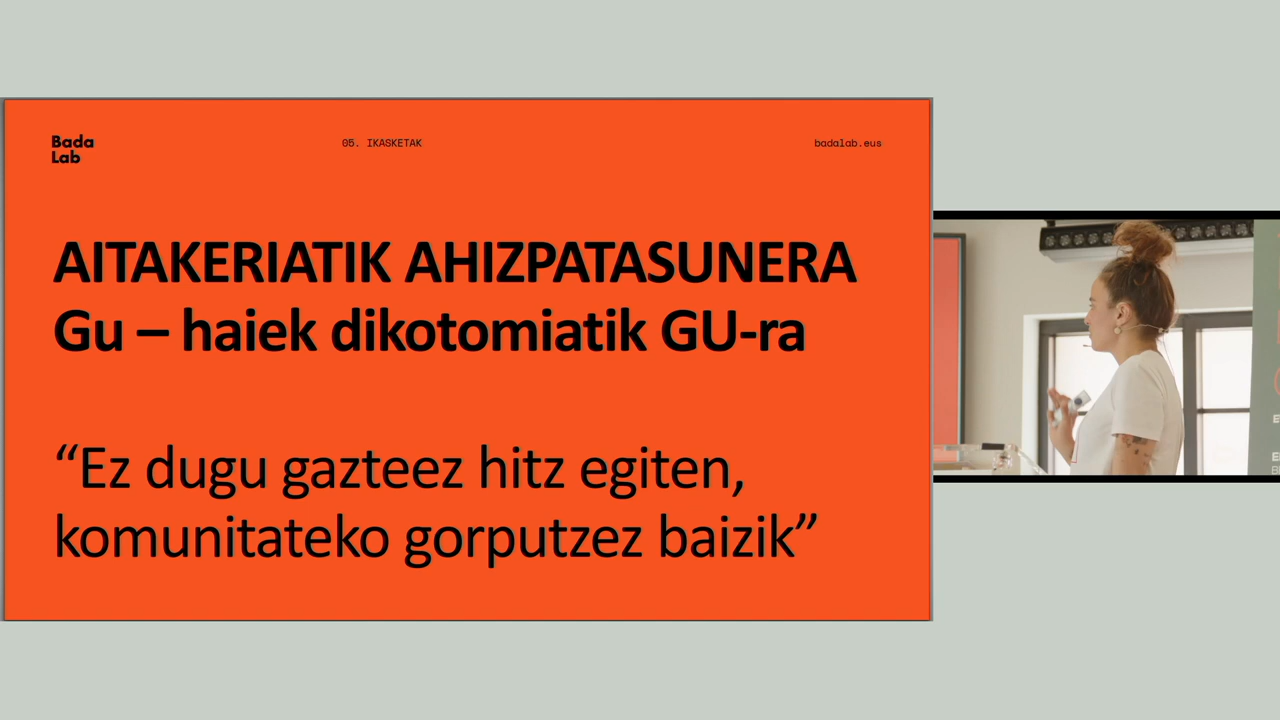 Bada
Lab
05. IKASKETAK
badalab.eus
AITAKERIATIK AHIZPATASUNERA
Gu – haiek dikotomiatik GU-ra
“Ez dugu gazteez hitz egiten,
komunitateko gorputzez baizik”